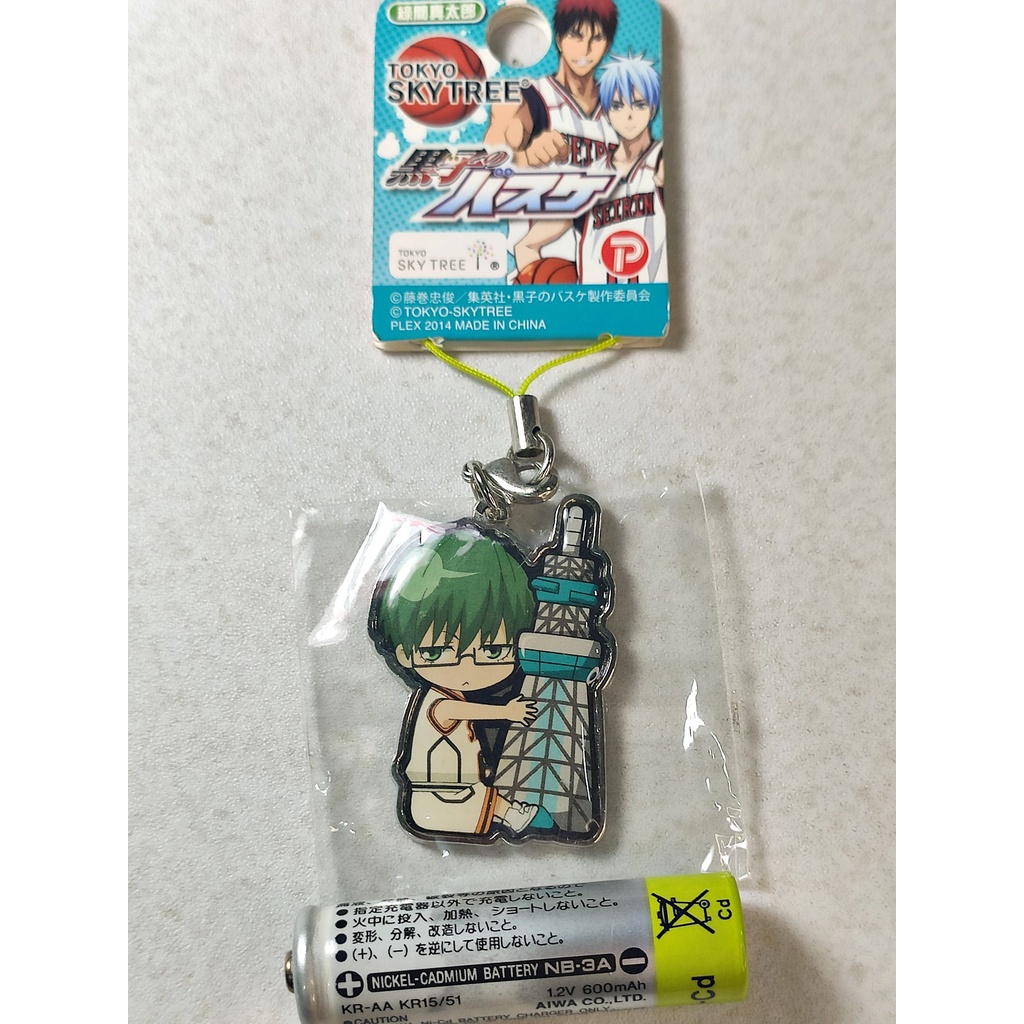 緑間真太郎
TOKYO
SKYTREE®
黒子の
バスケ
SEIRIN
TOKYO
SKYTREE ®
P
©藤巻忠俊/集英社・黒子のバスケ製作委員会
©TOKYO-SKYTREE
PLEX 2014 MADE IN CHINA
●指定充電器以外で充電しないこと。
●火中に投入、加熱、ショートしないこと。
●変形、分解、改造しないこと。
●(+)、(−)を逆にして使用しないこと。
+ NICKEL-CADMIUM BATTERY NB-3A −
KR-AA KR15/51 1.2V 600mAh
AIWA CO.,LTD.
Cd
Cd